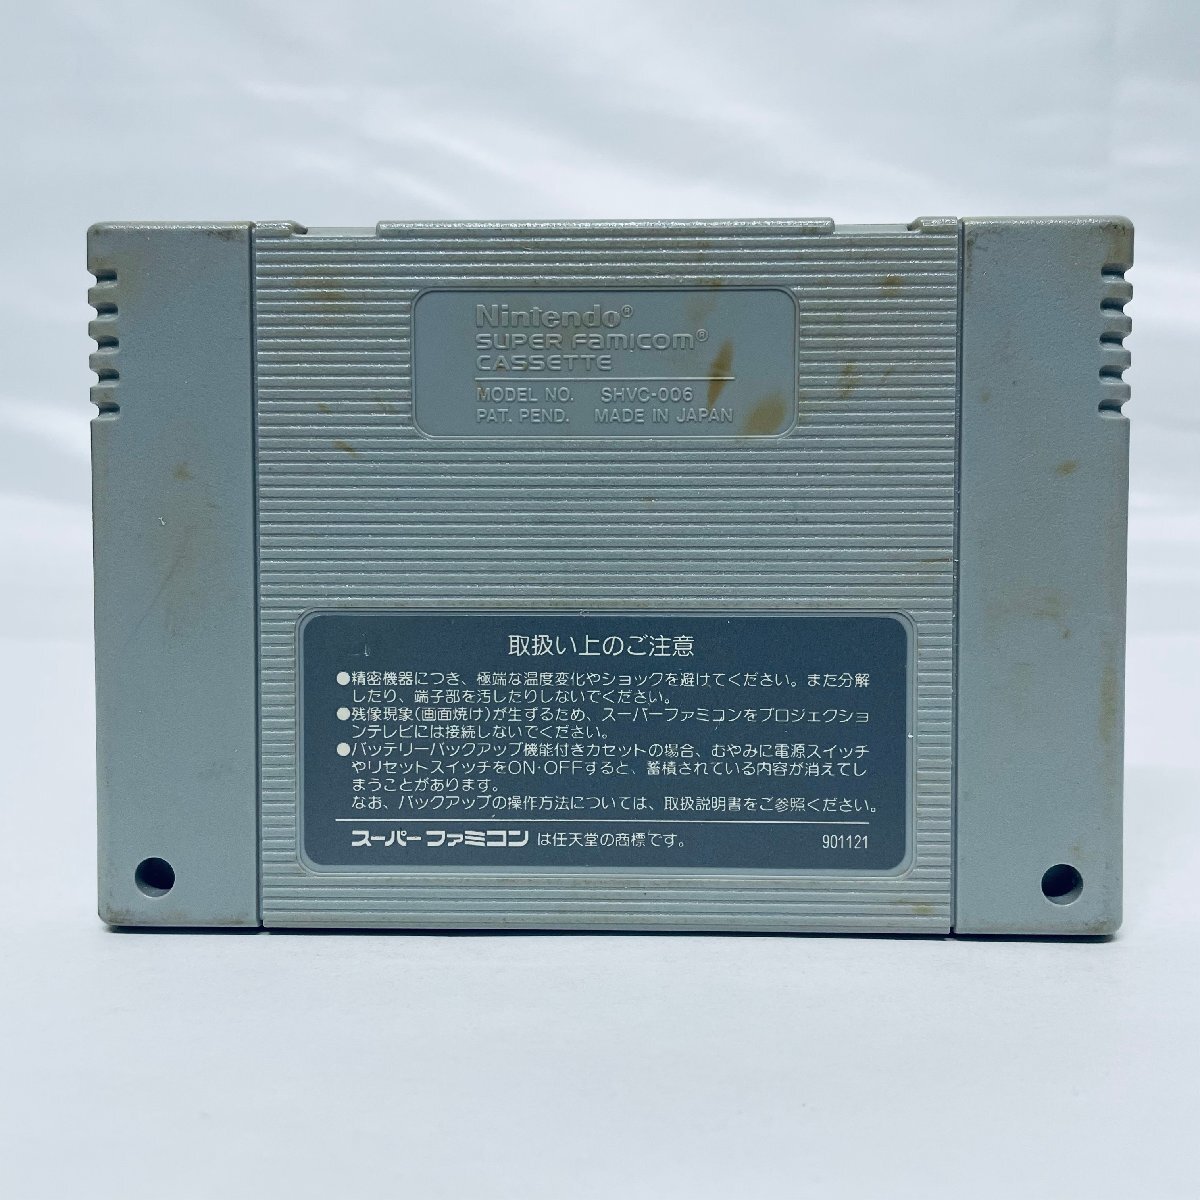 Nintendo®
SUPER Famicom®
CASSETTE
MODEL NO. SHVC-006
PAT. PEND. MADE IN JAPAN
取扱い上のご注意
●精密機器につき、極端な温度変化やショックを避けてください。また分解
したり、端子部を汚したりしないでください。
●残像現象(画面焼け)が生ずるため、スーパーファミコンをプロジェクショ
ンテレビには接続しないでください。
●バッテリーバックアップ機能付きカセットの場合、むやみに電源スイッチ
やリセットスイッチをON・OFFすると、蓄積されている内容が消えてし
まうことがあります。
なお、バックアップの操作方法については、取扱説明書をご参照ください。
スーパーファミコン は任天堂の商標です。 901121